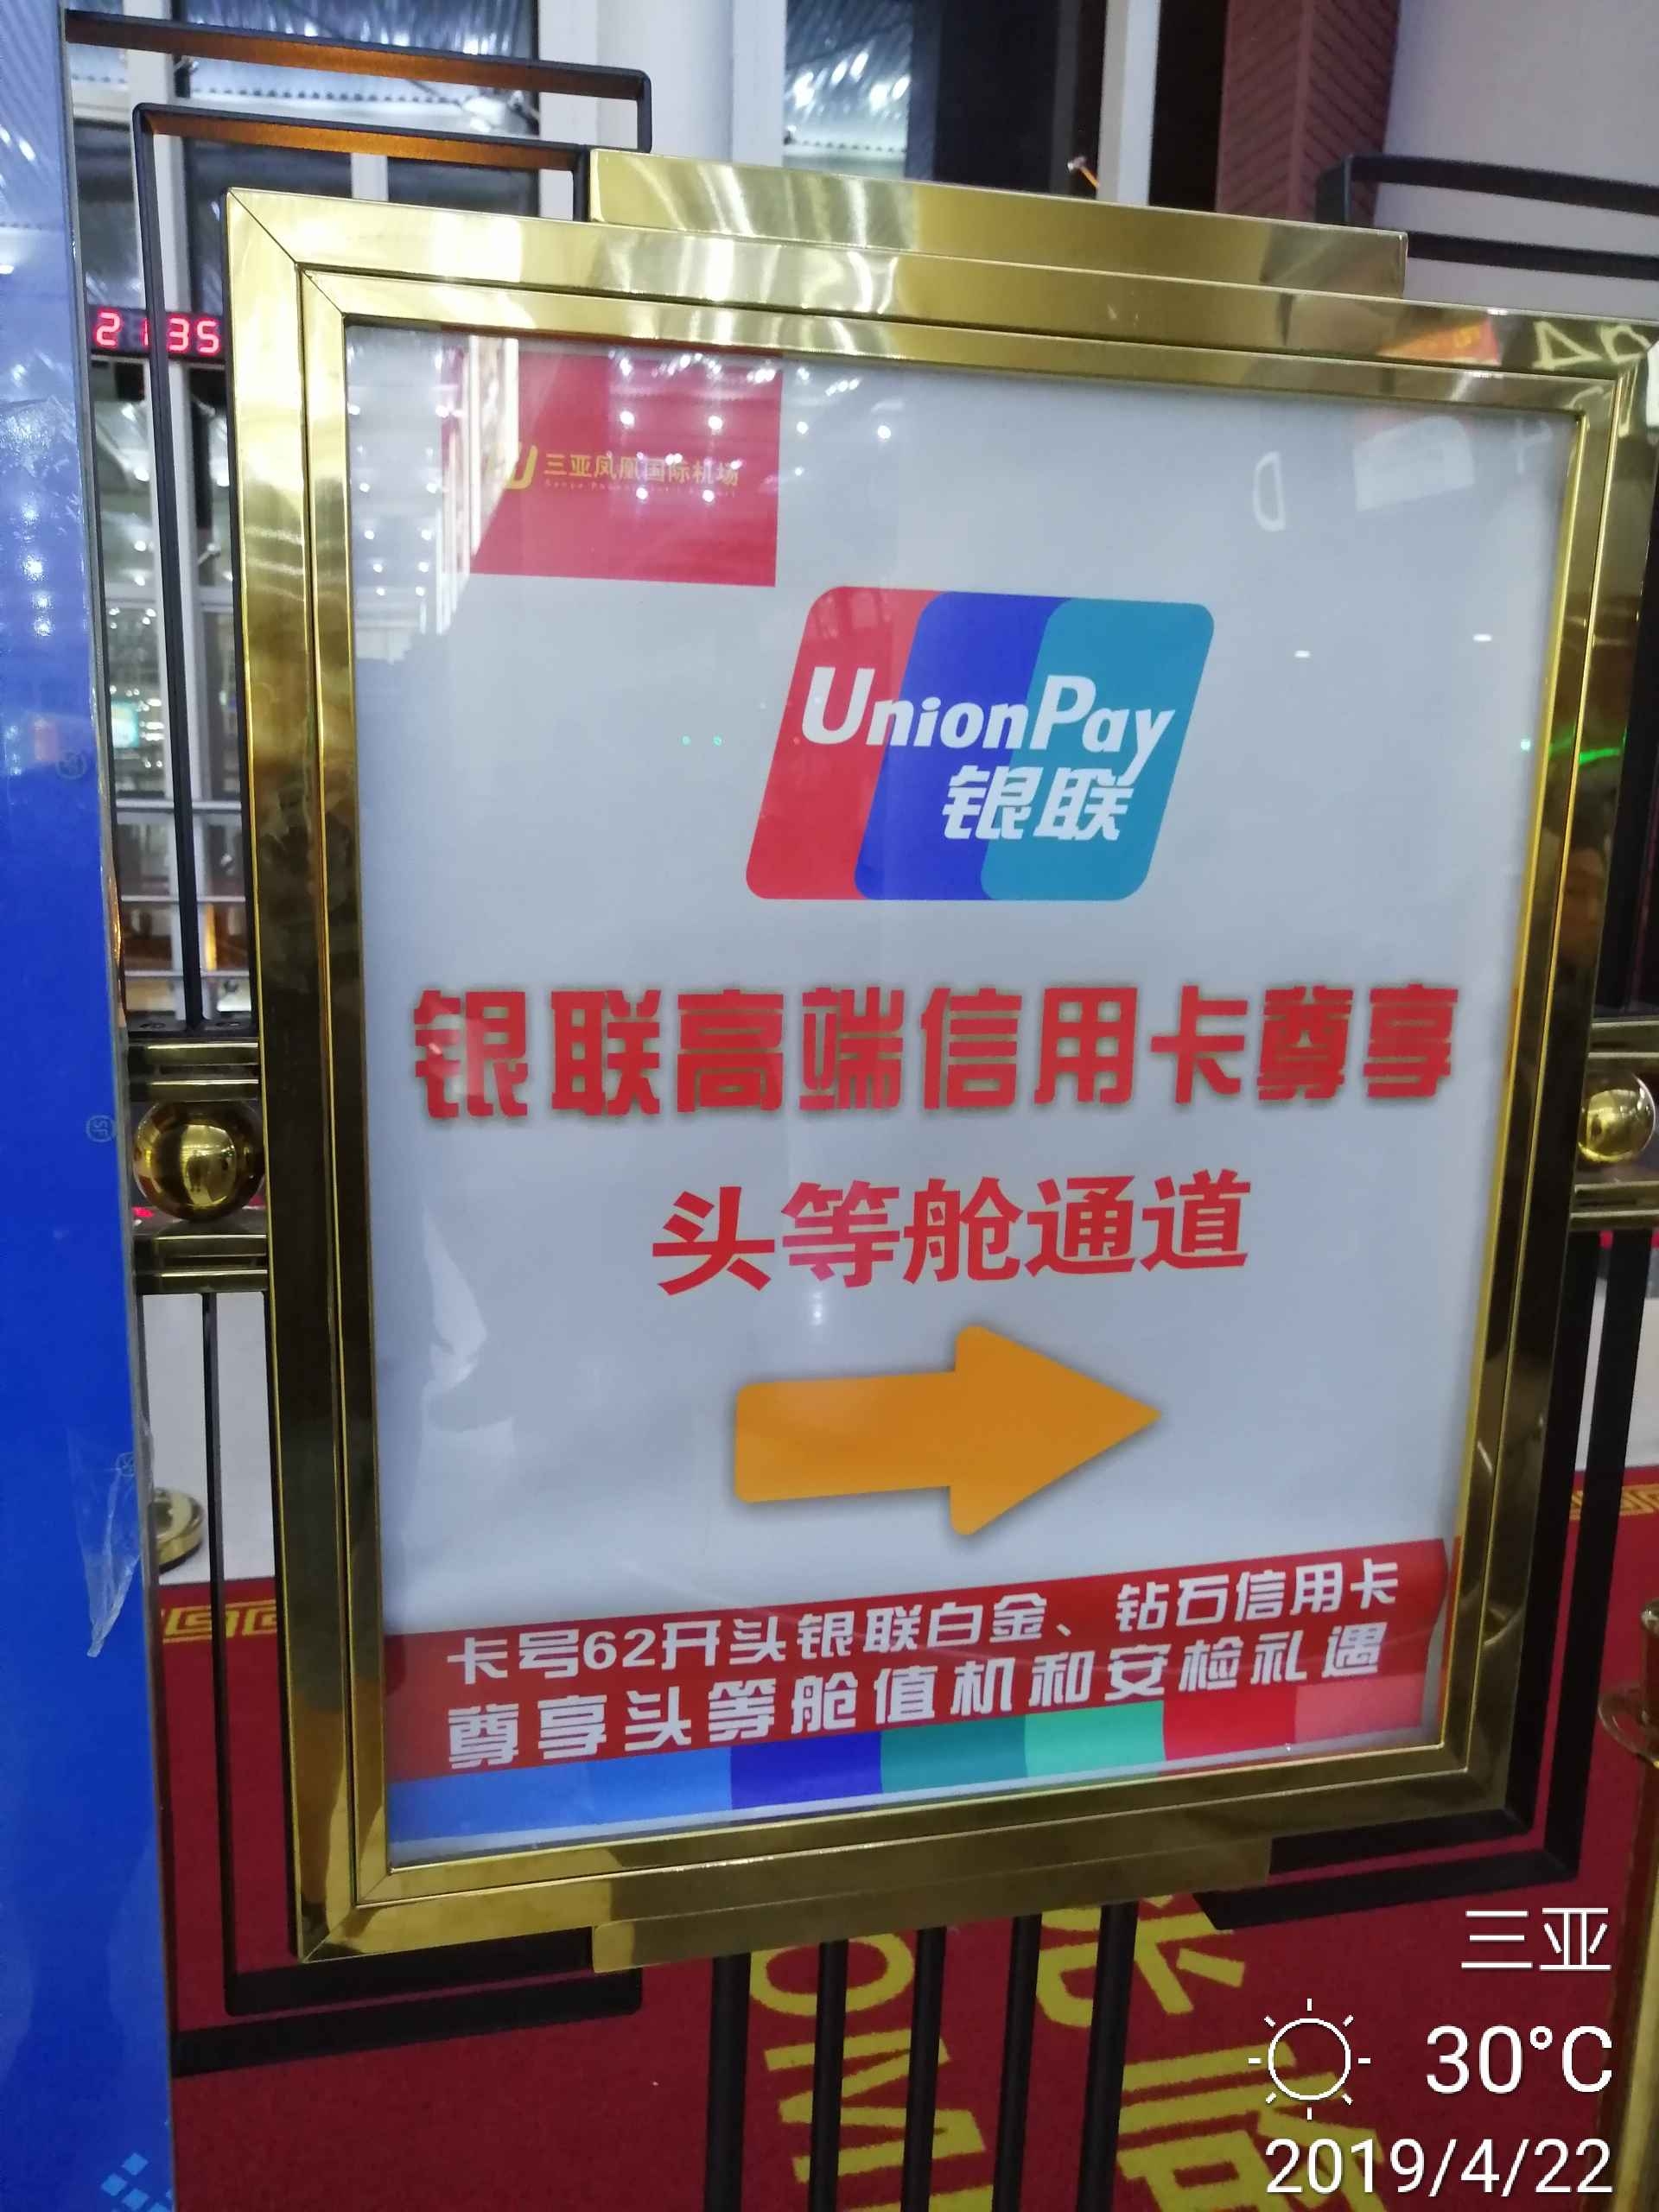 21 35
三亚凤凰国际机场
UnionPay
银联
银联高端信用卡尊享
头等舱通道
卡号62开头银联白金、钻石信用卡
尊享头等舱值机和安检礼遇
三亚
30°C
2019/4/22